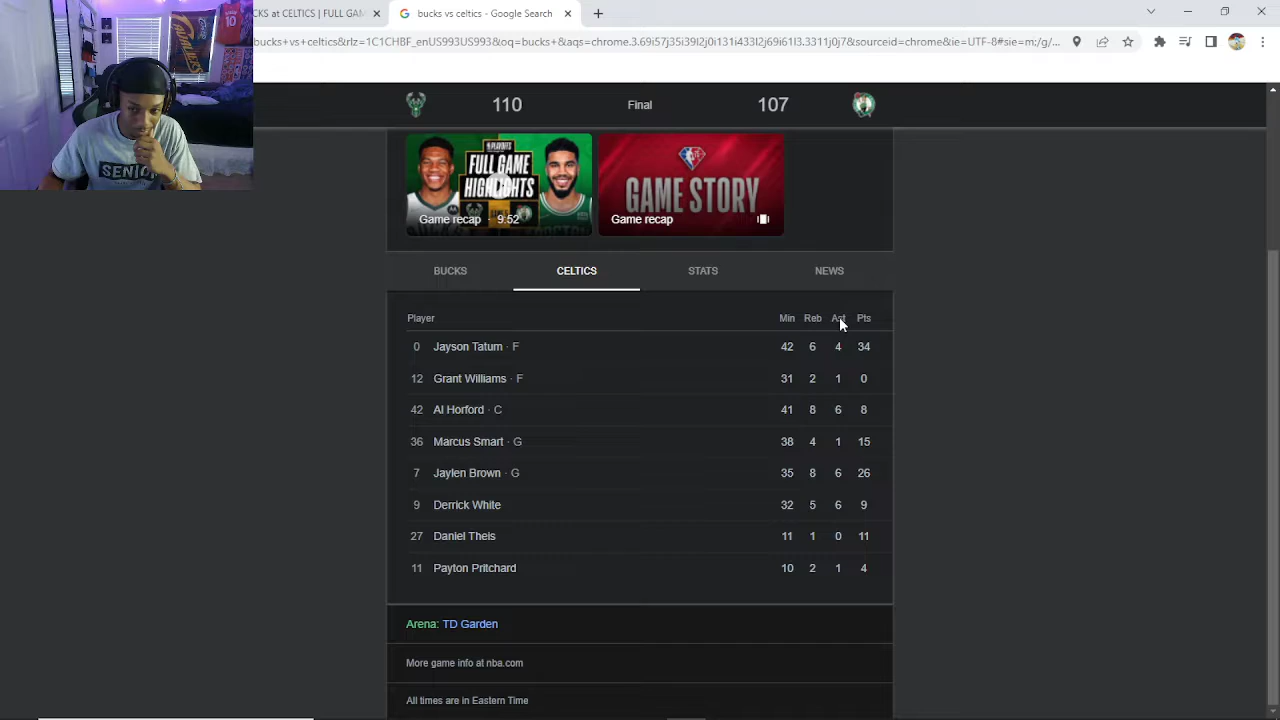 CKS at CELTICS | FULL GAM
bucks vs celtics - Google Search
SENIOR
110 Final 107
PLAYOFFS
FULL GAME
HIGHLIGHTS
Game recap · 9:52
GAME STORY
Game recap
BUCKS CELTICS STATS NEWS
Player Min Reb Ast Pts
0 Jayson Tatum · F 42 6 4 34
12 Grant Williams · F 31 2 1 0
42 Al Horford · C 41 8 6 8
36 Marcus Smart · G 38 4 1 15
7 Jaylen Brown · G 35 8 6 26
9 Derrick White 32 5 6 9
27 Daniel Theis 11 1 0 11
11 Payton Pritchard 10 2 1 4
Arena: TD Garden
More game info at nba.com
All times are in Eastern Time